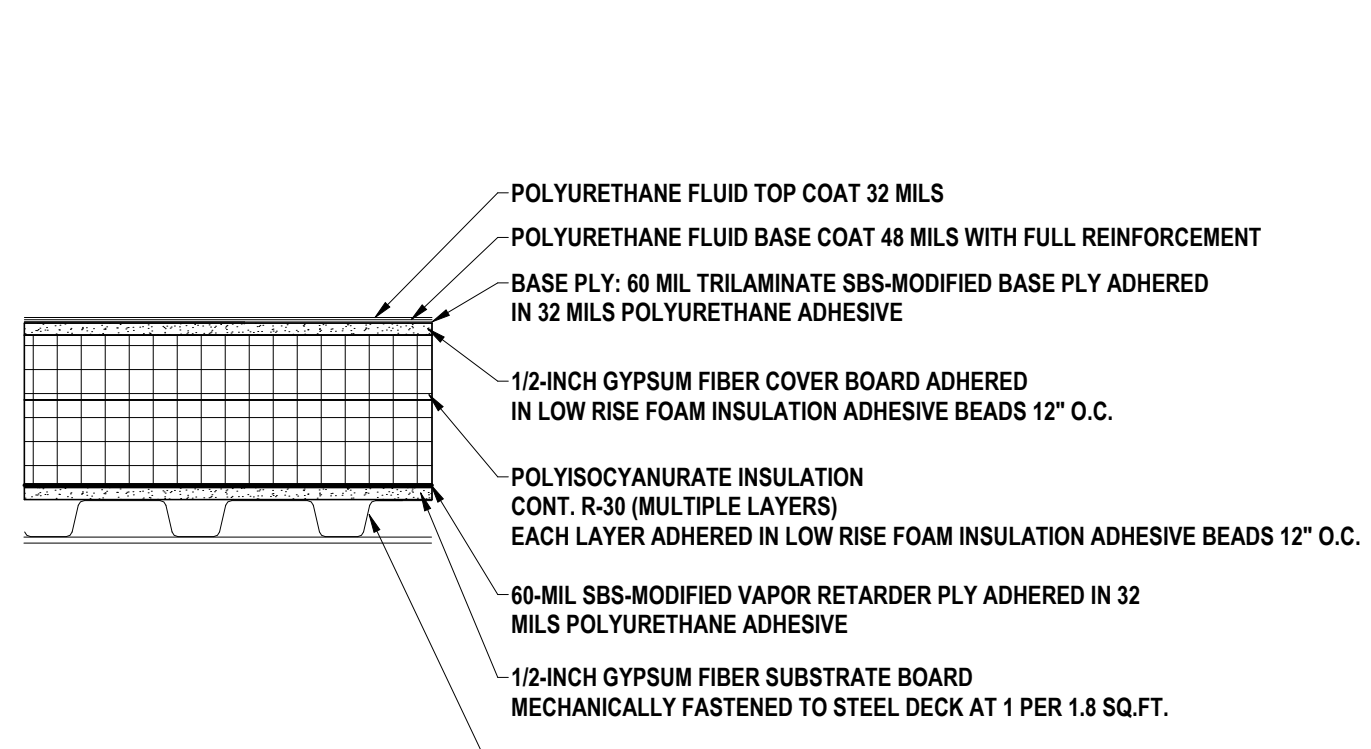 POLYURETHANE FLUID TOP COAT 32 MILS
POLYURETHANE FLUID BASE COAT 48 MILS WITH FULL REINFORCEMENT
BASE PLY: 60 MIL TRILAMINATE SBS-MODIFIED BASE PLY ADHERED
IN 32 MILS POLYURETHANE ADHESIVE
1/2-INCH GYPSUM FIBER COVER BOARD ADHERED
IN LOW RISE FOAM INSULATION ADHESIVE BEADS 12" O.C.
POLYISOCYANURATE INSULATION
CONT. R-30 (MULTIPLE LAYERS)
EACH LAYER ADHERED IN LOW RISE FOAM INSULATION ADHESIVE BEADS 12" O.C.
60-MIL SBS-MODIFIED VAPOR RETARDER PLY ADHERED IN 32
MILS POLYURETHANE ADHESIVE
1/2-INCH GYPSUM FIBER SUBSTRATE BOARD
MECHANICALLY FASTENED TO STEEL DECK AT 1 PER 1.8 SQ.FT.